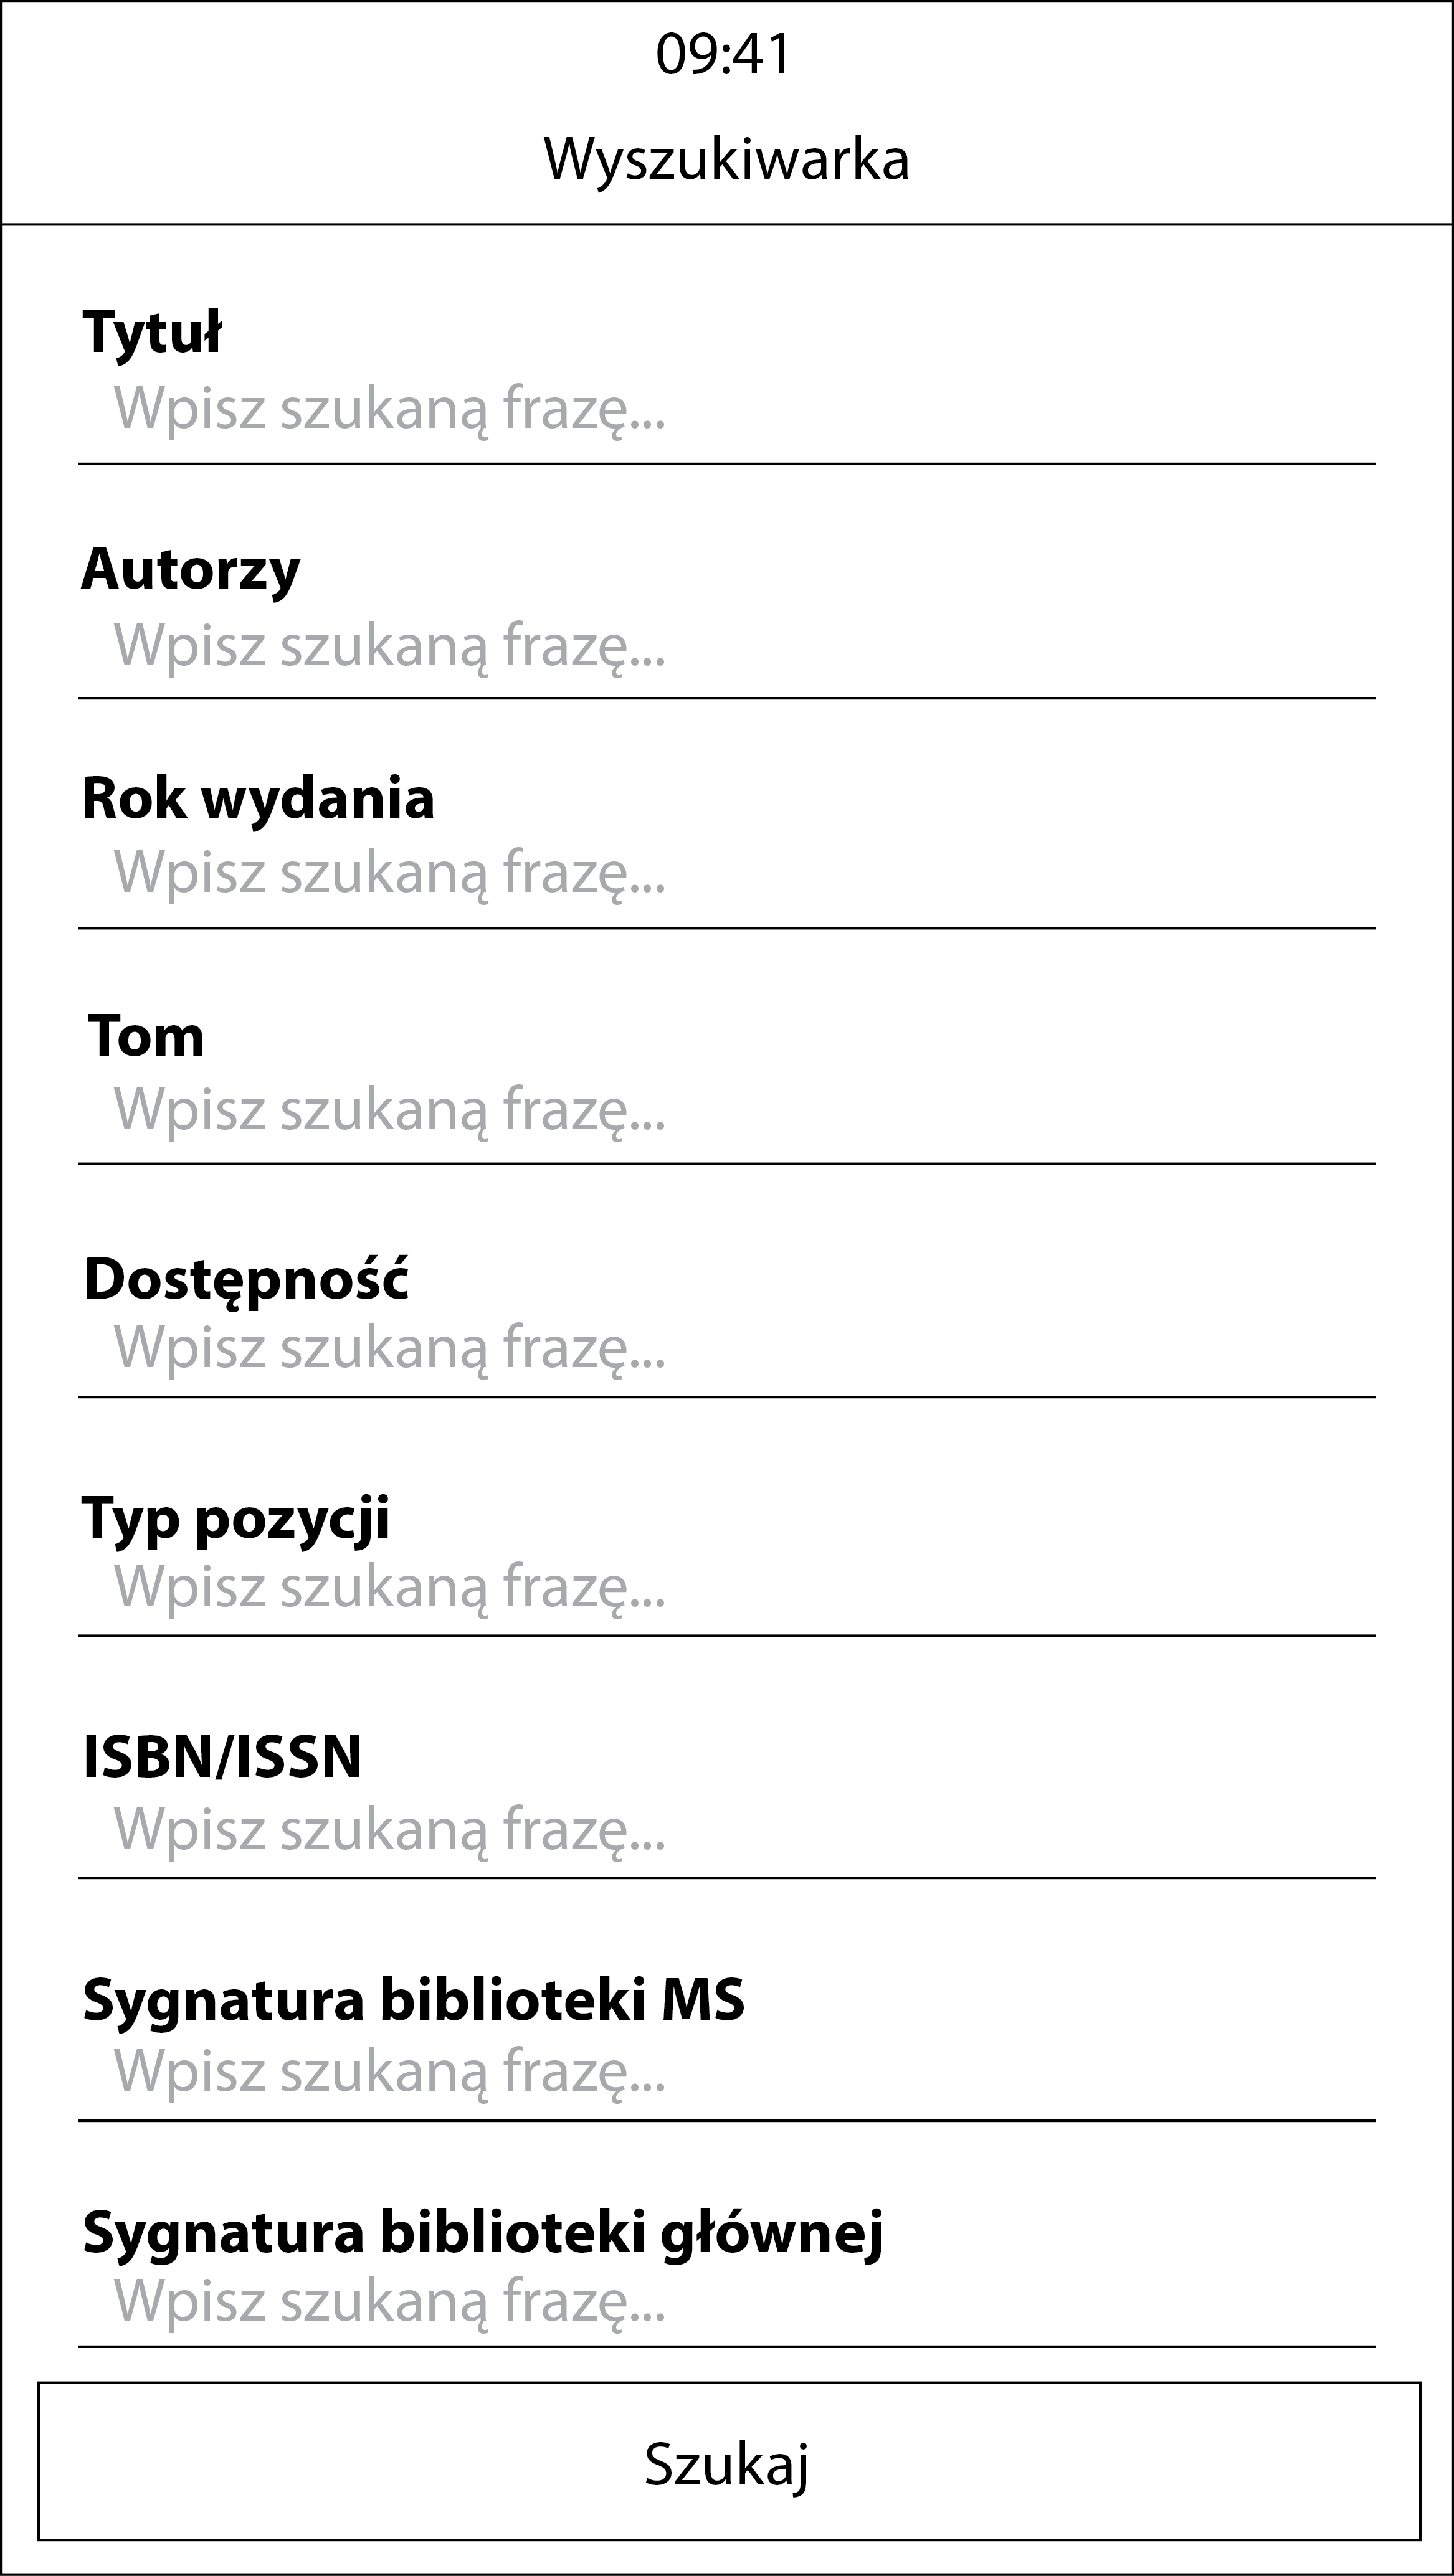 09:41
Wyszukiwarka
Tytuł
Wpisz szukaną frazę...
Autorzy
Wpisz szukaną frazę...
Rok wydania
Wpisz szukaną frazę...
Tom
Wpisz szukaną frazę...
Dostępność
Wpisz szukaną frazę...
Typ pozycji
Wpisz szukaną frazę...
ISBN/ISSN
Wpisz szukaną frazę...
Sygnatura biblioteki MS
Wpisz szukaną frazę...
Sygnatura biblioteki głównej
Wpisz szukaną frazę...
Szukaj